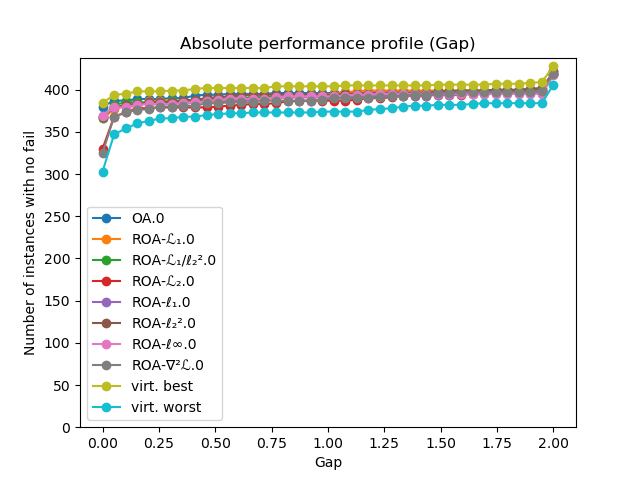 Absolute performance profile (Gap)
Number of instances with no fail
400
350
300
250
200
150
100
50
0
OA.0
ROA-ℒ₁.0
ROA-ℒ₁/ℓ₂².0
ROA-ℒ₂.0
ROA-ℓ₁.0
ROA-ℓ₂².0
ROA-ℓ∞.0
ROA-∇²ℒ.0
virt. best
virt. worst
0.00 0.25 0.50 0.75 1.00 1.25 1.50 1.75 2.00
Gap